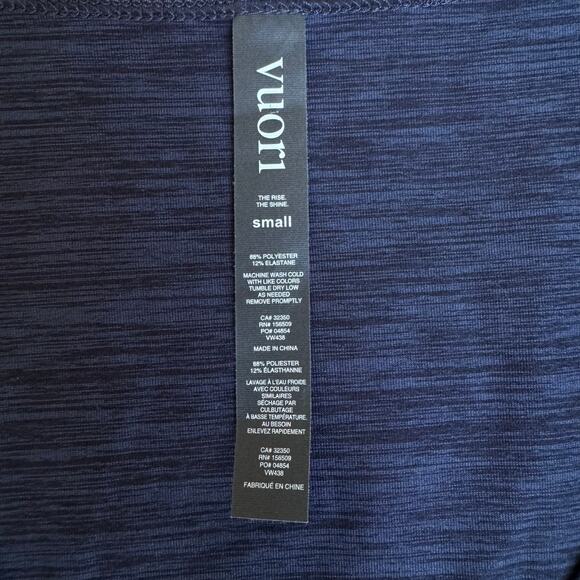 vuori
THE RISE.
THE SHINE.
small
88% POLYESTER
12% ELASTANE
MACHINE WASH COLD
WITH LIKE COLORS
TUMBLE DRY LOW
AS NEEDED
REMOVE PROMPTLY
CA# 32350
RN# 156509
PO# 04854
VW438
MADE IN CHINA
88% POLIESTER
12% ÉLASTHANNE
LAVAGE À L'EAU FROIDE
AVEC COULEURS
SIMILAIRES
SÉCHAGE PAR
CULBUTAGE
À BASSE TEMPÉRATURE.
AU BESOIN
ENLEVEZ RAPIDEMENT
CA# 32350
RN# 156509
PO# 04854
VW438
FABRIQUÉ EN CHINE